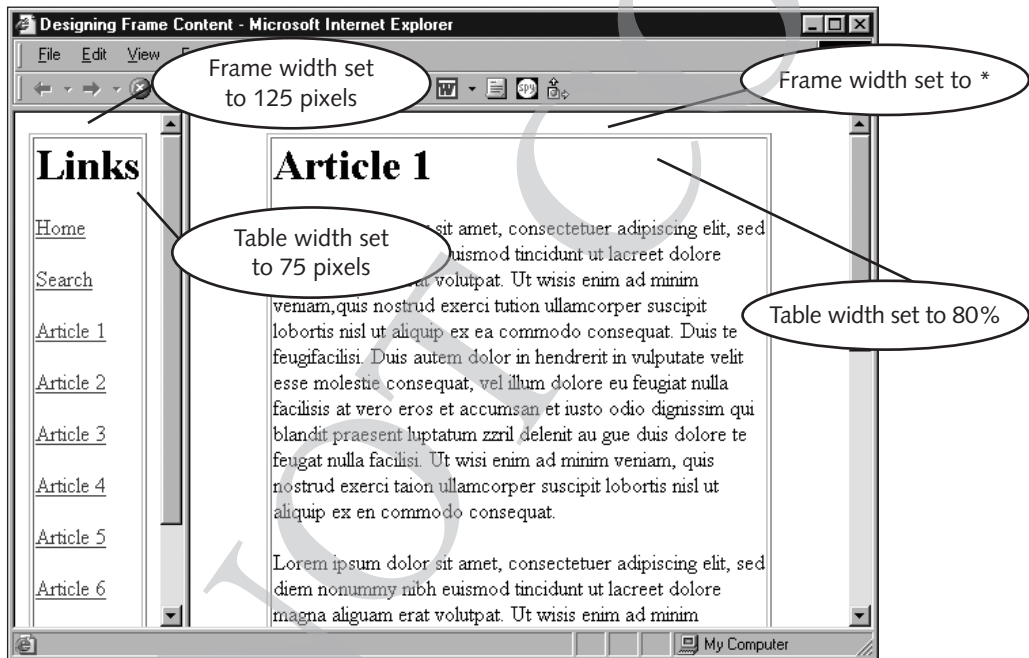 Designing Frame Content - Microsoft Internet Explorer
File Edit View
Frame width set
to 125 pixels
Frame width set to *
Links
Table width set
to 75 pixels
Home
Search
Article 1
Article 2
Article 3
Article 4
Article 5
Article 6
Article 1
sit amet, consectetuer adipiscing elit, sed
uismod tincidunt ut lacreet dolore
volutpat. Ut wisis enim ad minim
veniam,quis nostrud exerci tution ullamcorper suscipit
lobortis nisl ut aliquip ex ea commodo consequat. Duis te
feugifacilisi. Duis autem dolor in hendrerit in vulputate velit
esse molestie consequat, vel illum dolore eu feugiat nulla
facilisis at vero eros et accumsan et iusto odio dignissim qui
blandit praesent luptatum zzril delenit au gue duis dolore te
feugat nulla facilisi. Ut wisi enim ad minim veniam, quis
nostrud exerci taion ullamcorper suscipit lobortis nisl ut
aliquip ex en commodo consequat.
Lorem ipsum dolor sit amet, consectetuer adipiscing elit, sed
diem nonummy nibh euismod tincidunt ut lacreet dolore
magna aliguam erat volutpat. Ut wisis enim ad minim
Table width set to 80%
My Computer